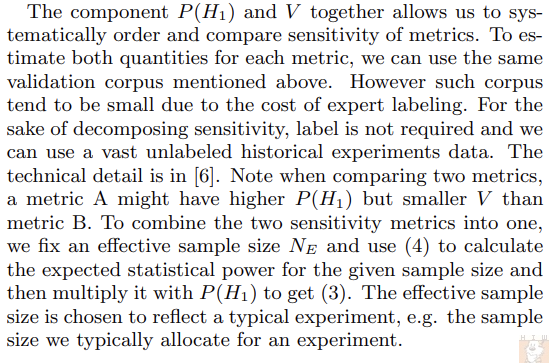 The component P(H₁) and V together allows us to sys-
tematically order and compare sensitivity of metrics. To es-
timate both quantities for each metric, we can use the same
validation corpus mentioned above. However such corpus
tend to be small due to the cost of expert labeling. For the
sake of decomposing sensitivity, label is not required and we
can use a vast unlabeled historical experiments data. The
technical detail is in [6]. Note when comparing two metrics,
a metric A might have higher P(H₁) but smaller V than
metric B. To combine the two sensitivity metrics into one,
we fix an effective sample size N_E and use (4) to calculate
the expected statistical power for the given sample size and
then multiply it with P(H₁) to get (3). The effective sample
size is chosen to reflect a typical experiment, e.g. the sample
size we typically allocate for an experiment.